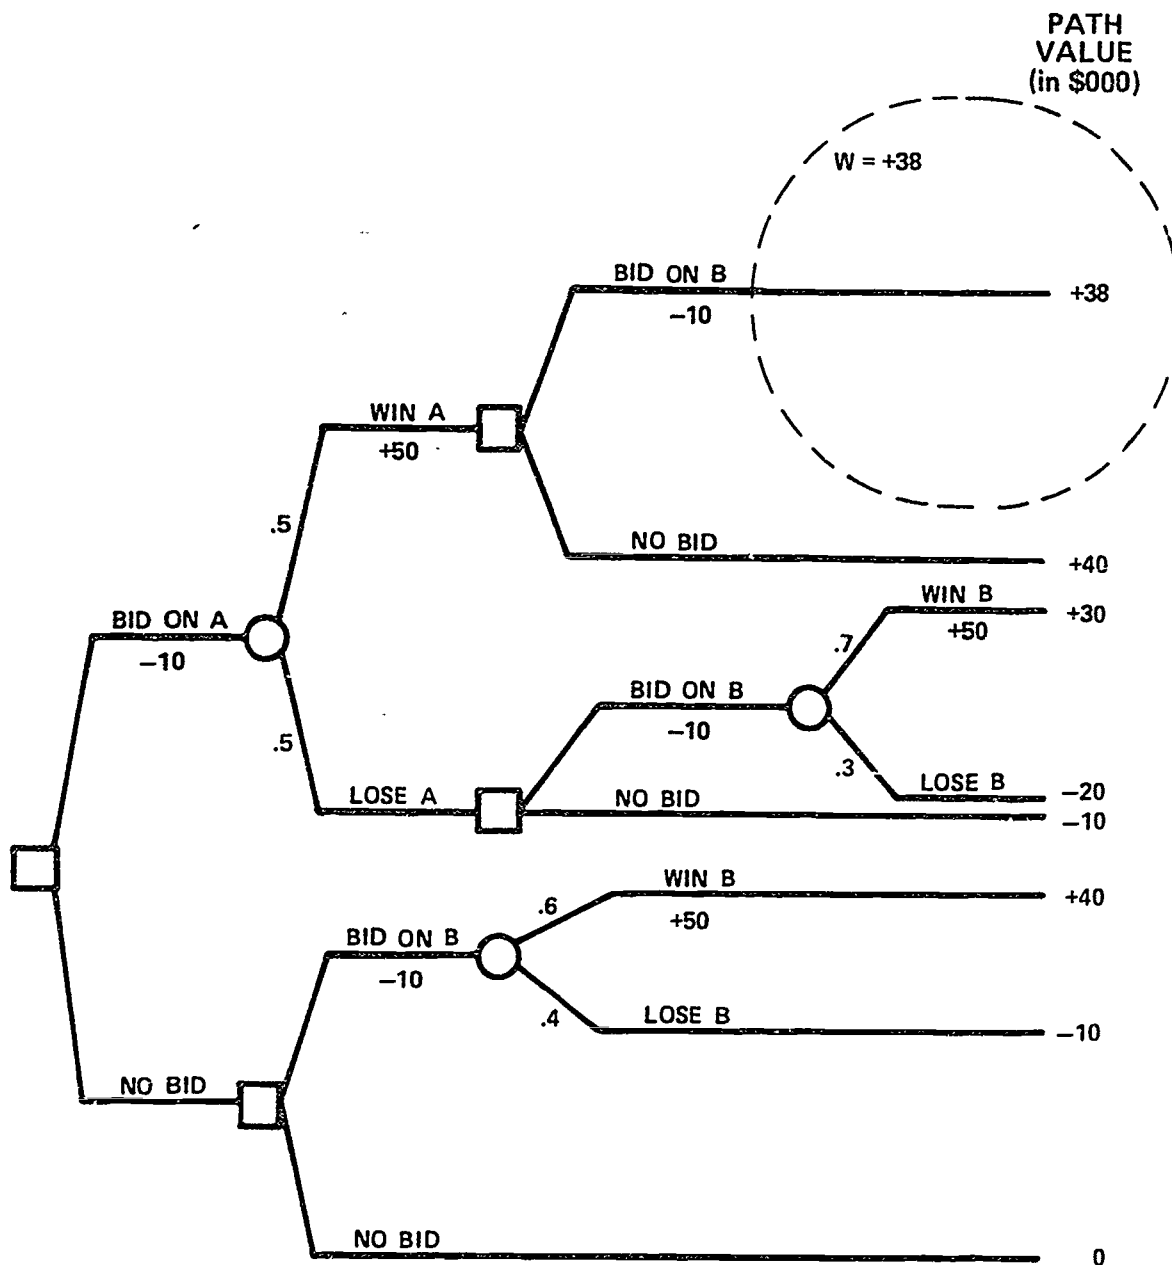 PATH
VALUE
(in $000)
W = +38
BID ON B
−10
+38
WIN A
+50
.5
NO BID
+40
WIN B
+50
+30
BID ON A
−10
.7
BID ON B
−10
.5
.3
LOSE B
−20
LOSE A
NO BID
−10
WIN B
+50
+40
.6
BID ON B
−10
.4
LOSE B
−10
NO BID
NO BID
0